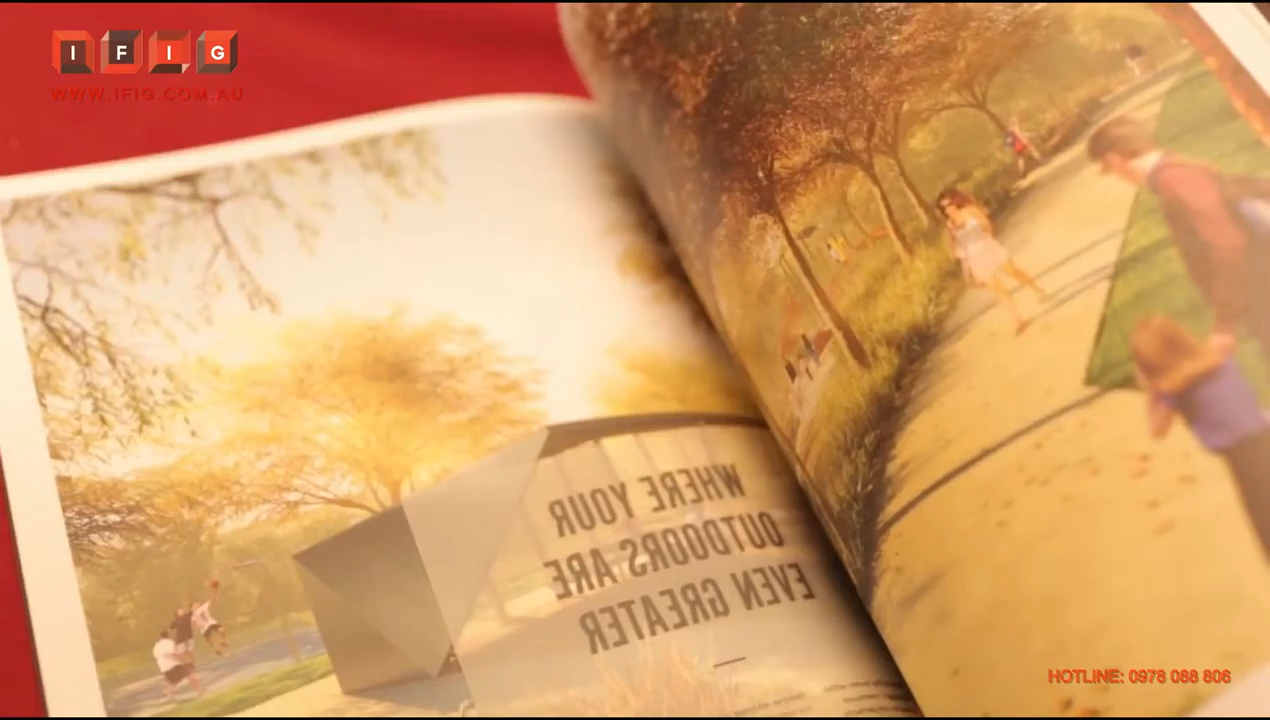 IFIG
WWW.IFIG.COM.AU
WHERE YOUR
OUTDOORS ARE
EVEN GREATER
HOTLINE: 0978 088 806